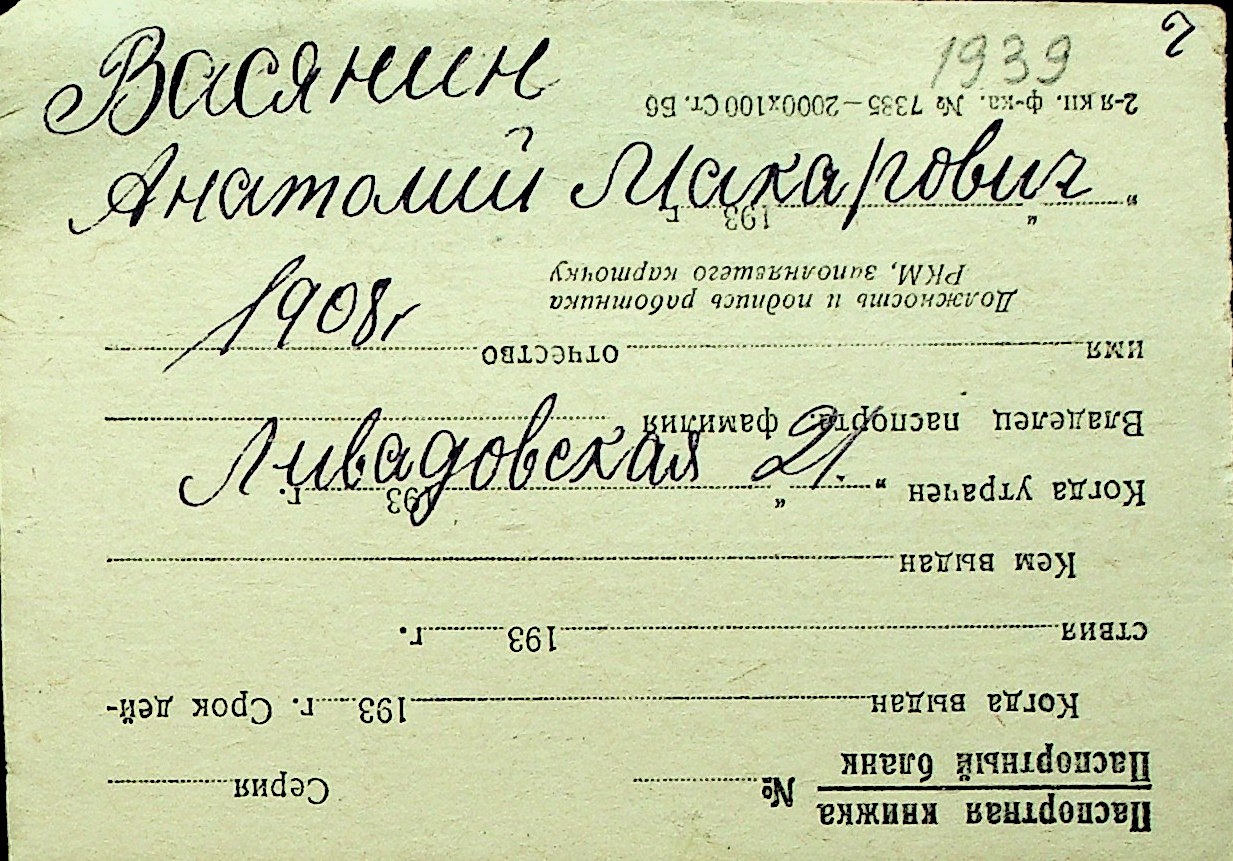 1939
2
Васянин
Анатолий Макарович
1908г
Ливадовская 21.
Паспортная книжка
Паспортный бланк № Серия
Когда выдан 193 г. Срок дей-
ствия 193 г.
Кем выдан
Когда утрачен „ “ 193 г.
Владелец паспорта: фамилия
имя отчество
Должность и подпись работника
РКМ, заполнявшего карточку
„ “ 193 г.
2-я кн. ф-ка. № 7335—2000х100 Ст. Б6